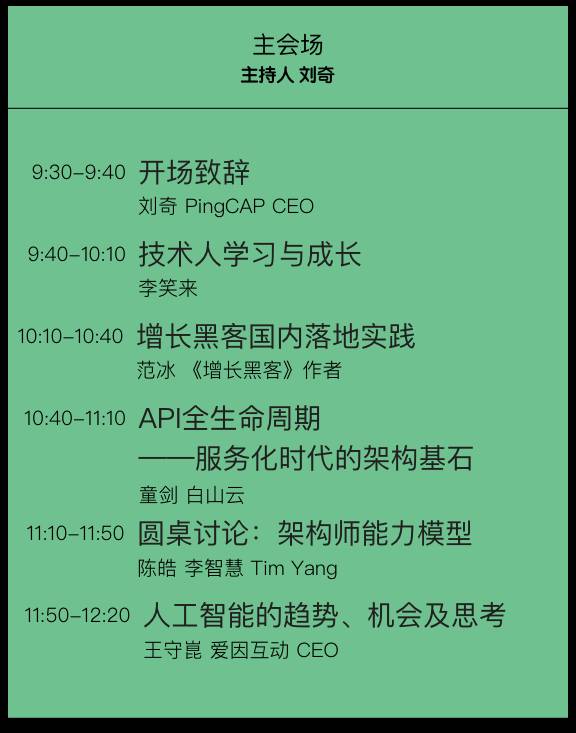 主会场
主持人 刘奇
9:30-9:40 开场致辞
刘奇 PingCAP CEO
9:40-10:10 技术人学习与成长
李笑来
10:10-10:40 增长黑客国内落地实践
范冰 《增长黑客》作者
10:40-11:10 API全生命周期
——服务化时代的架构基石
童剑 白山云
11:10-11:50 圆桌讨论：架构师能力模型
陈皓 李智慧 Tim Yang
11:50-12:20 人工智能的趋势、机会及思考
王守崑 爱因互动 CEO